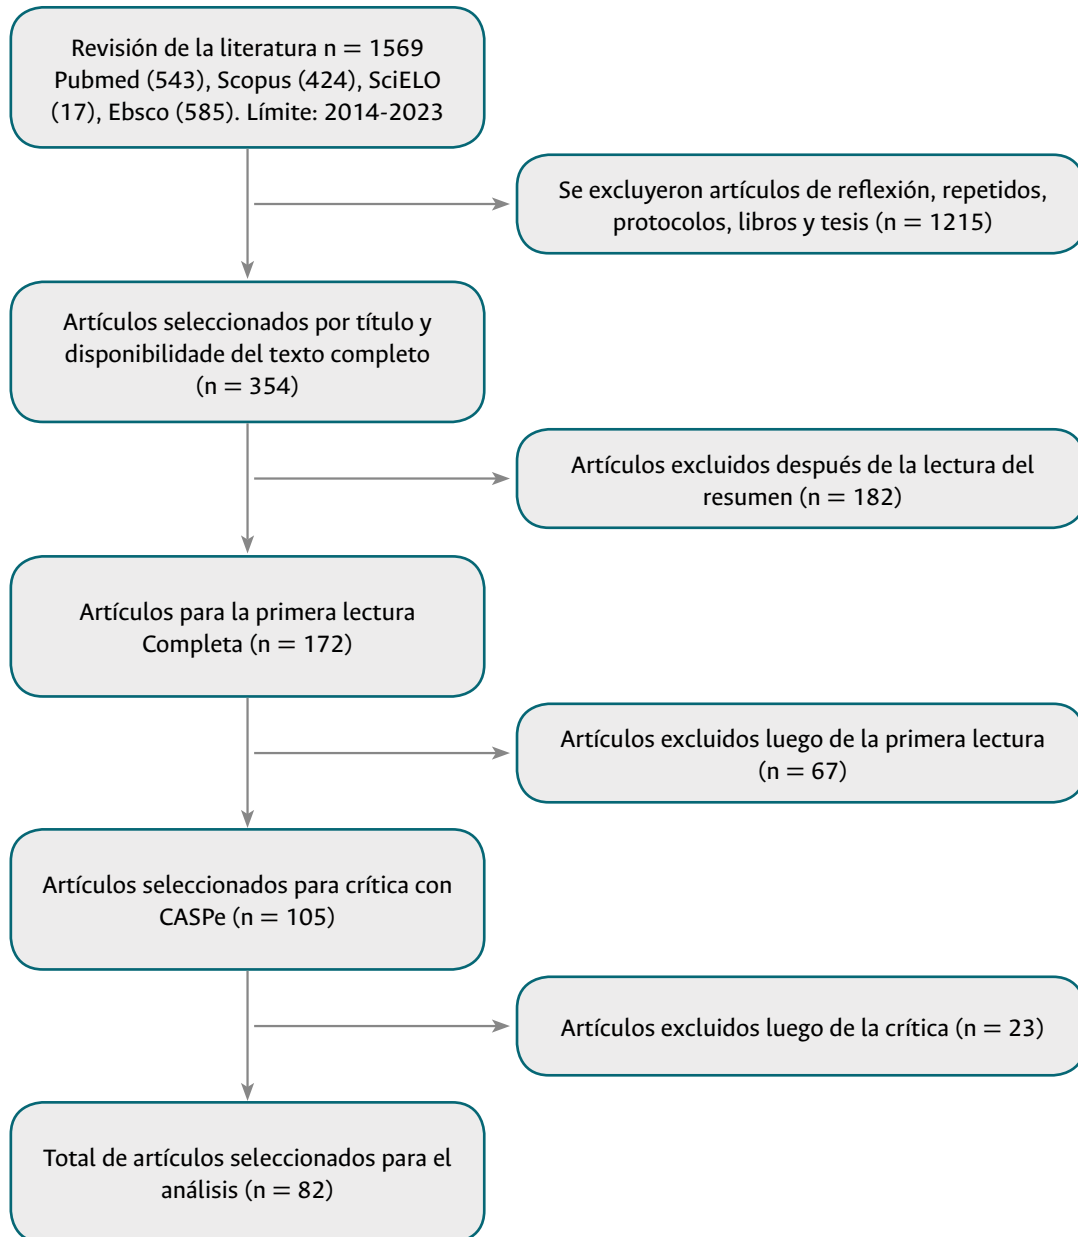 Revisión de la literatura n = 1569
Pubmed (543), Scopus (424), SciELO
(17), Ebsco (585). Límite: 2014-2023
Se excluyeron artículos de reflexión, repetidos,
protocolos, libros y tesis (n = 1215)
Artículos seleccionados por título y
disponibilidade del texto completo
(n = 354)
Artículos excluidos después de la lectura del
resumen (n = 182)
Artículos para la primera lectura
Completa (n = 172)
Artículos excluidos luego de la primera lectura
(n = 67)
Artículos seleccionados para crítica con
CASPe (n = 105)
Artículos excluidos luego de la crítica (n = 23)
Total de artículos seleccionados para el
análisis (n = 82)